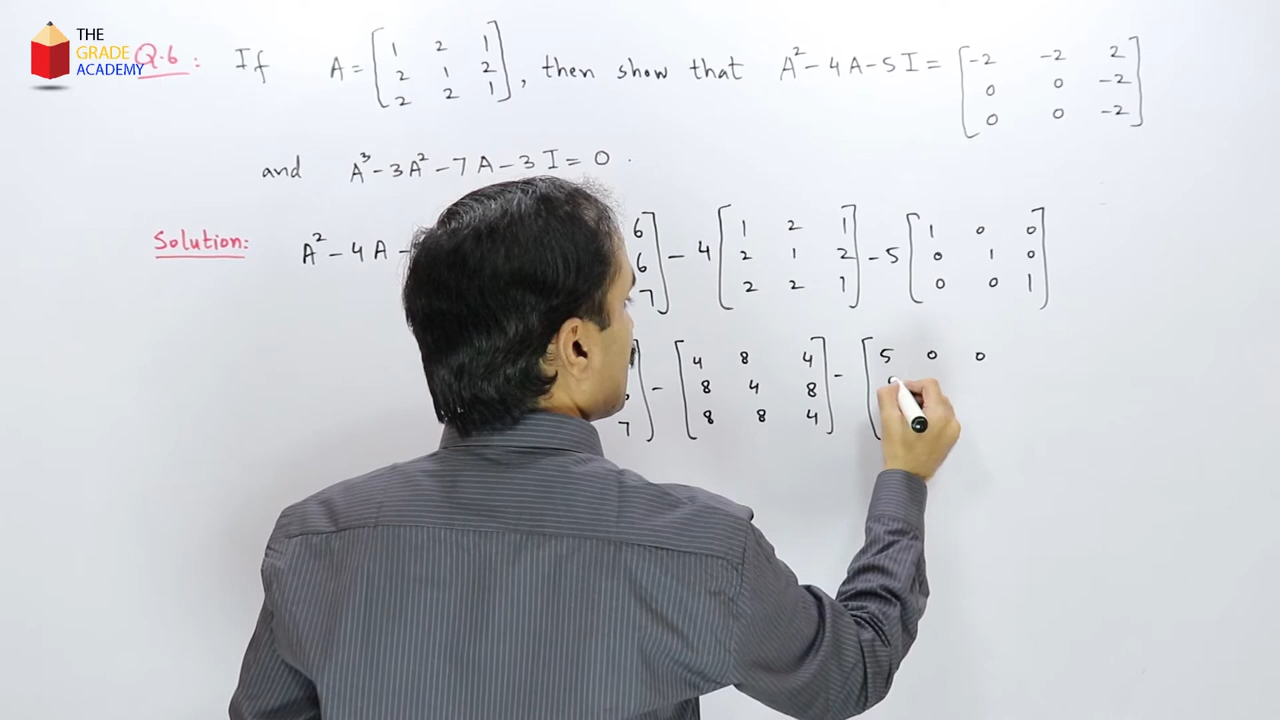 THE
GRADE
ACADEMY
Q.6 : If A = [ 1 2 1 ; 2 1 2 ; 2 2 1 ] , then show that A² - 4A - 5I = [ -2 -2 2 ; 0 0 -2 ; 0 0 -2 ]
and A³ - 3A² - 7A - 3I = 0 .
Solution: A² - 4A - 6 6 7 ] - 4 [ 1 2 1 ; 2 1 2 ; 2 2 1 ] - 5 [ 1 0 0 ; 0 1 0 ; 0 0 1 ]
7 ] - [ 4 8 4 ; 8 4 8 ; 8 8 4 ] - [ 5 0 0